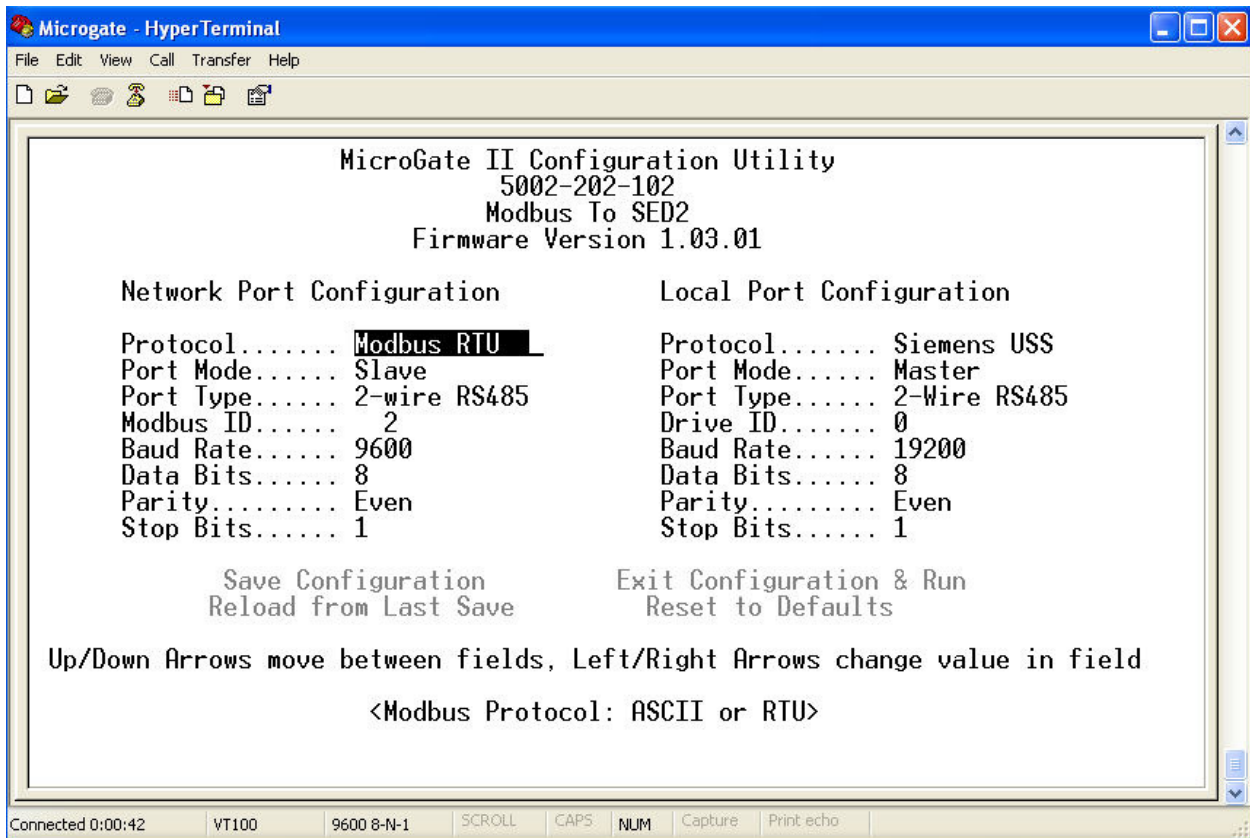 Microgate - HyperTerminal
File Edit View Call Transfer Help
MicroGate II Configuration Utility
5002-202-102
Modbus To SED2
Firmware Version 1.03.01
Network Port Configuration
Protocol....... Modbus RTU _
Port Mode...... Slave
Port Type...... 2-wire RS485
Modbus ID...... 2
Baud Rate...... 9600
Data Bits...... 8
Parity......... Even
Stop Bits...... 1
Local Port Configuration
Protocol....... Siemens USS
Port Mode...... Master
Port Type...... 2-Wire RS485
Drive ID....... 0
Baud Rate...... 19200
Data Bits...... 8
Parity......... Even
Stop Bits...... 1
Save Configuration Exit Configuration & Run
Reload from Last Save Reset to Defaults
Up/Down Arrows move between fields, Left/Right Arrows change value in field
<Modbus Protocol: ASCII or RTU>
Connected 0:00:42 VT100 9600 8-N-1 SCROLL CAPS NUM Capture Print echo